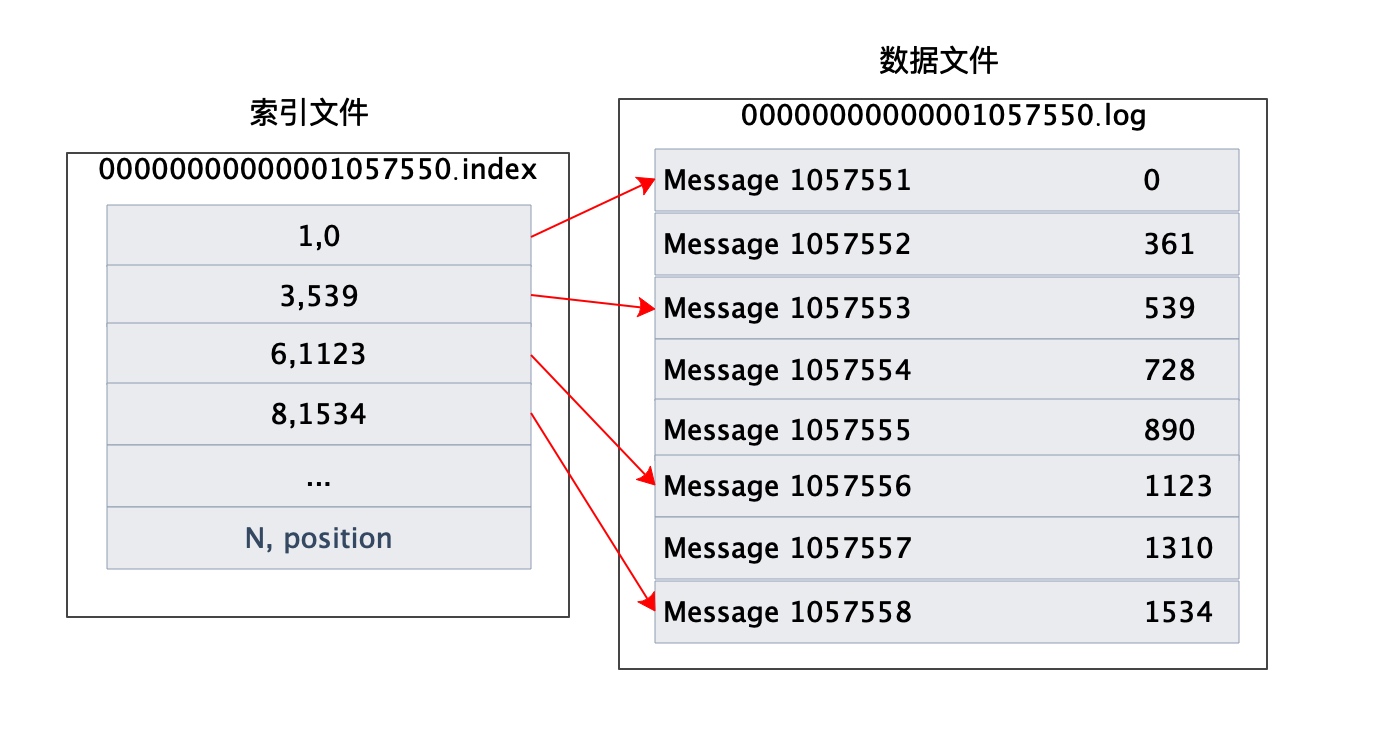 索引文件
00000000000001057550.index
1,0
3,539
6,1123
8,1534
...
N, position
数据文件
00000000000001057550.log
Message 1057551 0
Message 1057552 361
Message 1057553 539
Message 1057554 728
Message 1057555 890
Message 1057556 1123
Message 1057557 1310
Message 1057558 1534